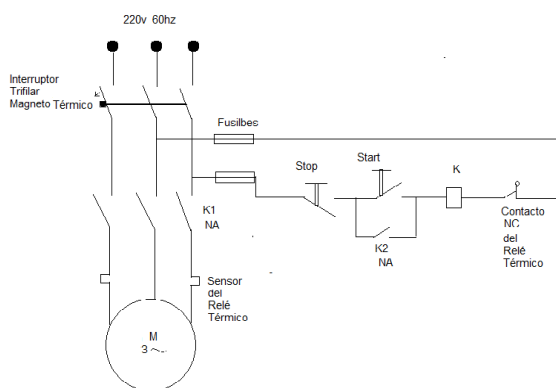 220v 60hz
Interruptor
Trifilar
Magneto Térmico
Fusilbes
Stop
Start
K
K1
NA
K2
NA
Contacto
NC
del
Relé
Térmico
Sensor
del
Relé
Térmico
M
3 ~